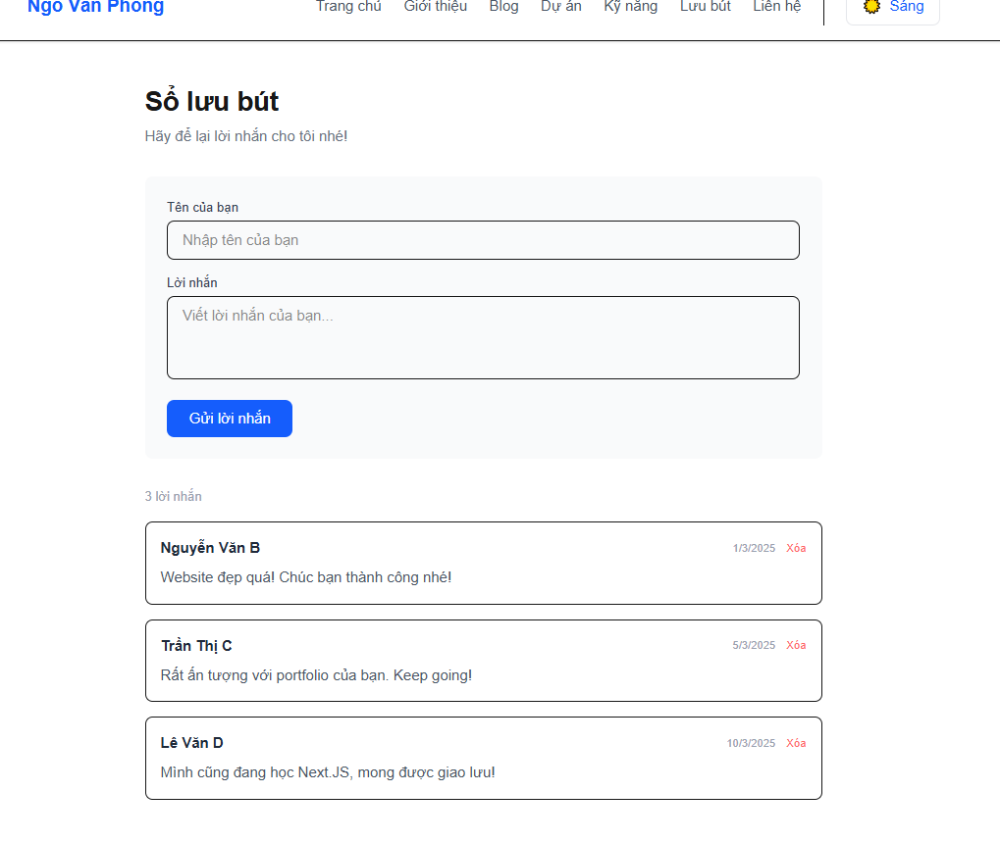 Ngô Văn Phong
Trang chủ Giới thiệu Blog Dự án Kỹ năng Lưu bút Liên hệ Sáng
Sổ lưu bút
Hãy để lại lời nhắn cho tôi nhé!
Tên của bạn
Nhập tên của bạn
Lời nhắn
Viết lời nhắn của bạn...
Gửi lời nhắn
3 lời nhắn
Nguyễn Văn B 1/3/2025 Xóa
Website đẹp quá! Chúc bạn thành công nhé!
Trần Thị C 5/3/2025 Xóa
Rất ấn tượng với portfolio của bạn. Keep going!
Lê Văn D 10/3/2025 Xóa
Mình cũng đang học Next.JS, mong được giao lưu!